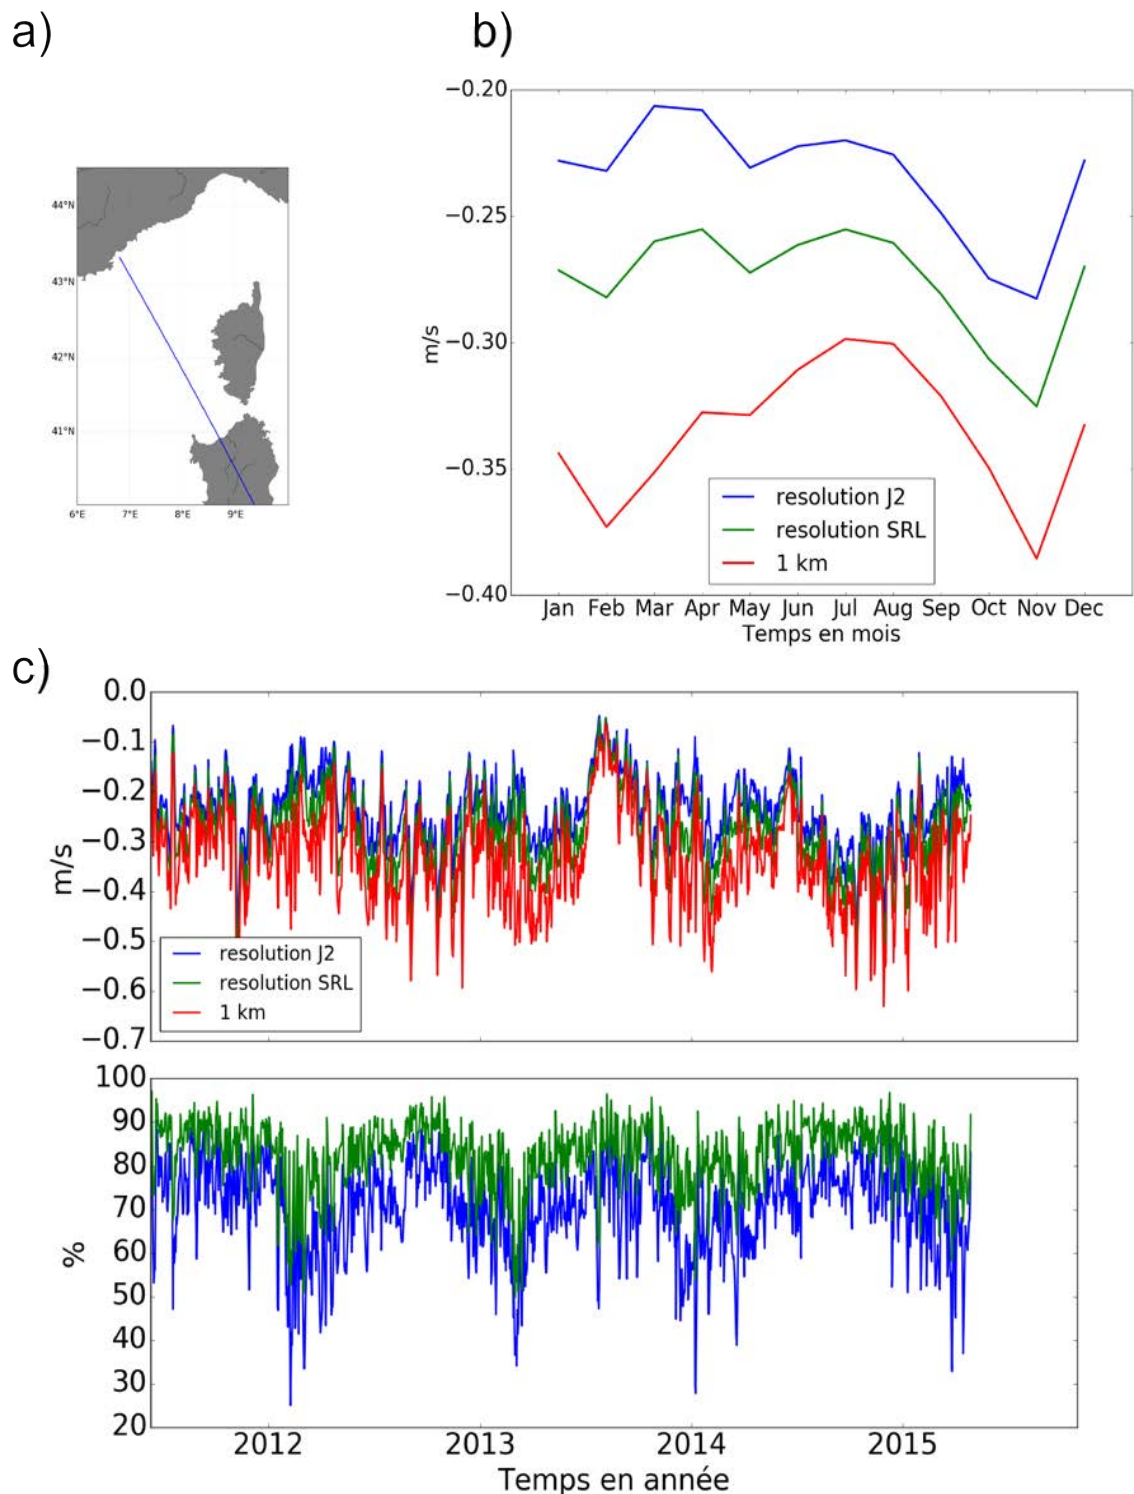 a)
b)
44°N
43°N
42°N
41°N
6°E 7°E 8°E 9°E
−0.20
−0.25
−0.30
−0.35
−0.40
m/s
resolution J2
resolution SRL
1 km
Jan Feb Mar Apr May Jun Jul Aug Sep Oct Nov Dec
Temps en mois
c)
0.0
−0.1
−0.2
−0.3
−0.4
−0.5
−0.6
−0.7
m/s
resolution J2
resolution SRL
1 km
100
90
80
70
60
50
40
30
20
%
2012 2013 2014 2015
Temps en année